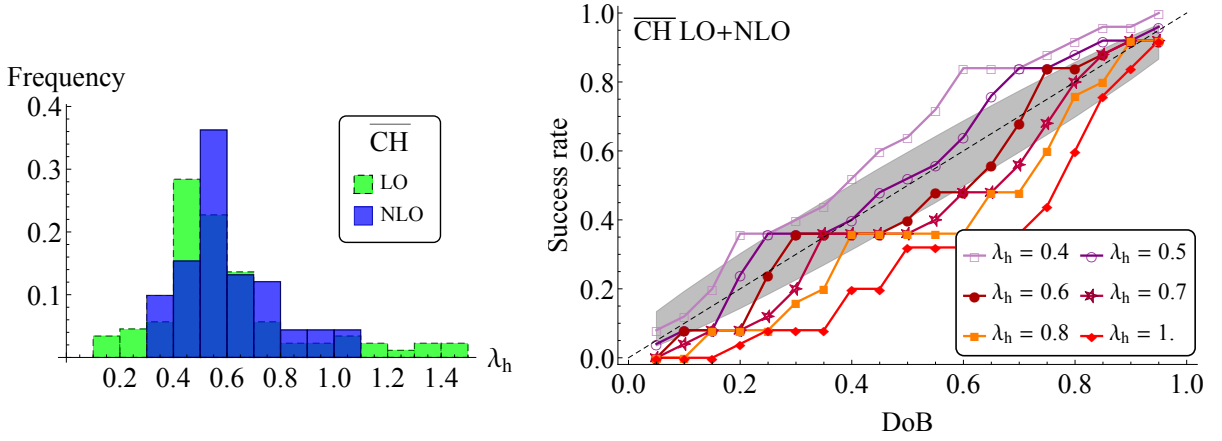 Frequency
0.4
0.3
0.2
0.1
0.2 0.4 0.6 0.8 1.0 1.2 1.4 λh
CH
LO
NLO
CH LO+NLO
Success rate
1.0
0.8
0.6
0.4
0.2
0.0
0.0 0.2 0.4 0.6 0.8 1.0
DoB
λh = 0.4 λh = 0.5
λh = 0.6 λh = 0.7
λh = 0.8 λh = 1.